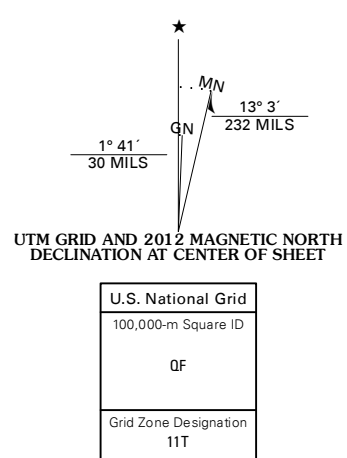 ★
MN
13° 3´
232 MILS
GN
1° 41´
30 MILS
UTM GRID AND 2012 MAGNETIC NORTH
DECLINATION AT CENTER OF SHEET
U.S. National Grid
100,000-m Square ID
QF
Grid Zone Designation
11T